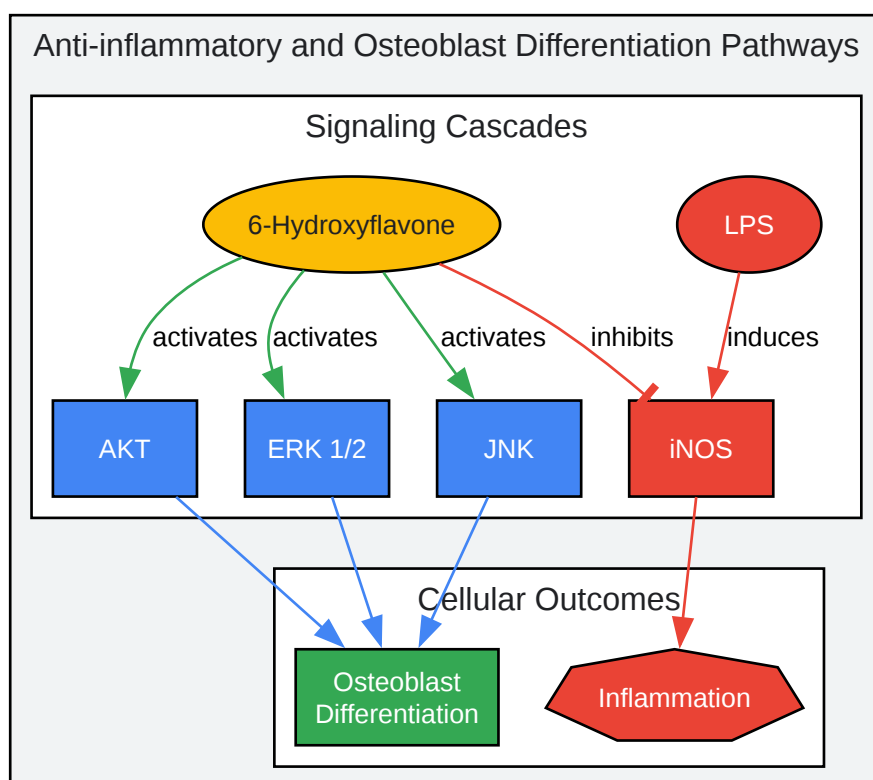 Anti-inflammatory and Osteoblast Differentiation Pathways
Signaling Cascades
6-Hydroxyflavone
LPS
activates
activates
activates
inhibits
induces
AKT
ERK 1/2
JNK
iNOS
Cellular Outcomes
Osteoblast
Differentiation
Inflammation